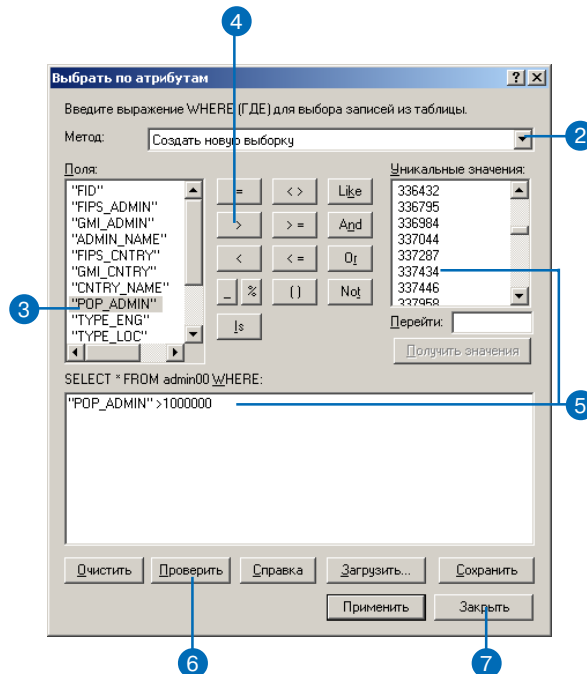 4
Выбрать по атрибутам
Введите выражение WHERE (ГДЕ) для выбора записей из таблицы.
Метод: Создать новую выборку
2
Поля:
"FID"
"FIPS_ADMIN"
"GMI_ADMIN"
"ADMIN_NAME"
"FIPS_CNTRY"
"GMI_CNTRY"
"CNTRY_NAME"
"POP_ADMIN"
"TYPE_ENG"
"TYPE_LOC"
3
= < > Like
> > = And
< < = Or
_ % ( ) Not
Is
Уникальные значения:
336432
336795
336984
337044
337287
337434
337446
337958
Перейти:
Получить значения
SELECT * FROM admin00 WHERE:
"POP_ADMIN" >1000000
5
Очистить Проверить Справка Загрузить... Сохранить
Применить Закрыть
6 7